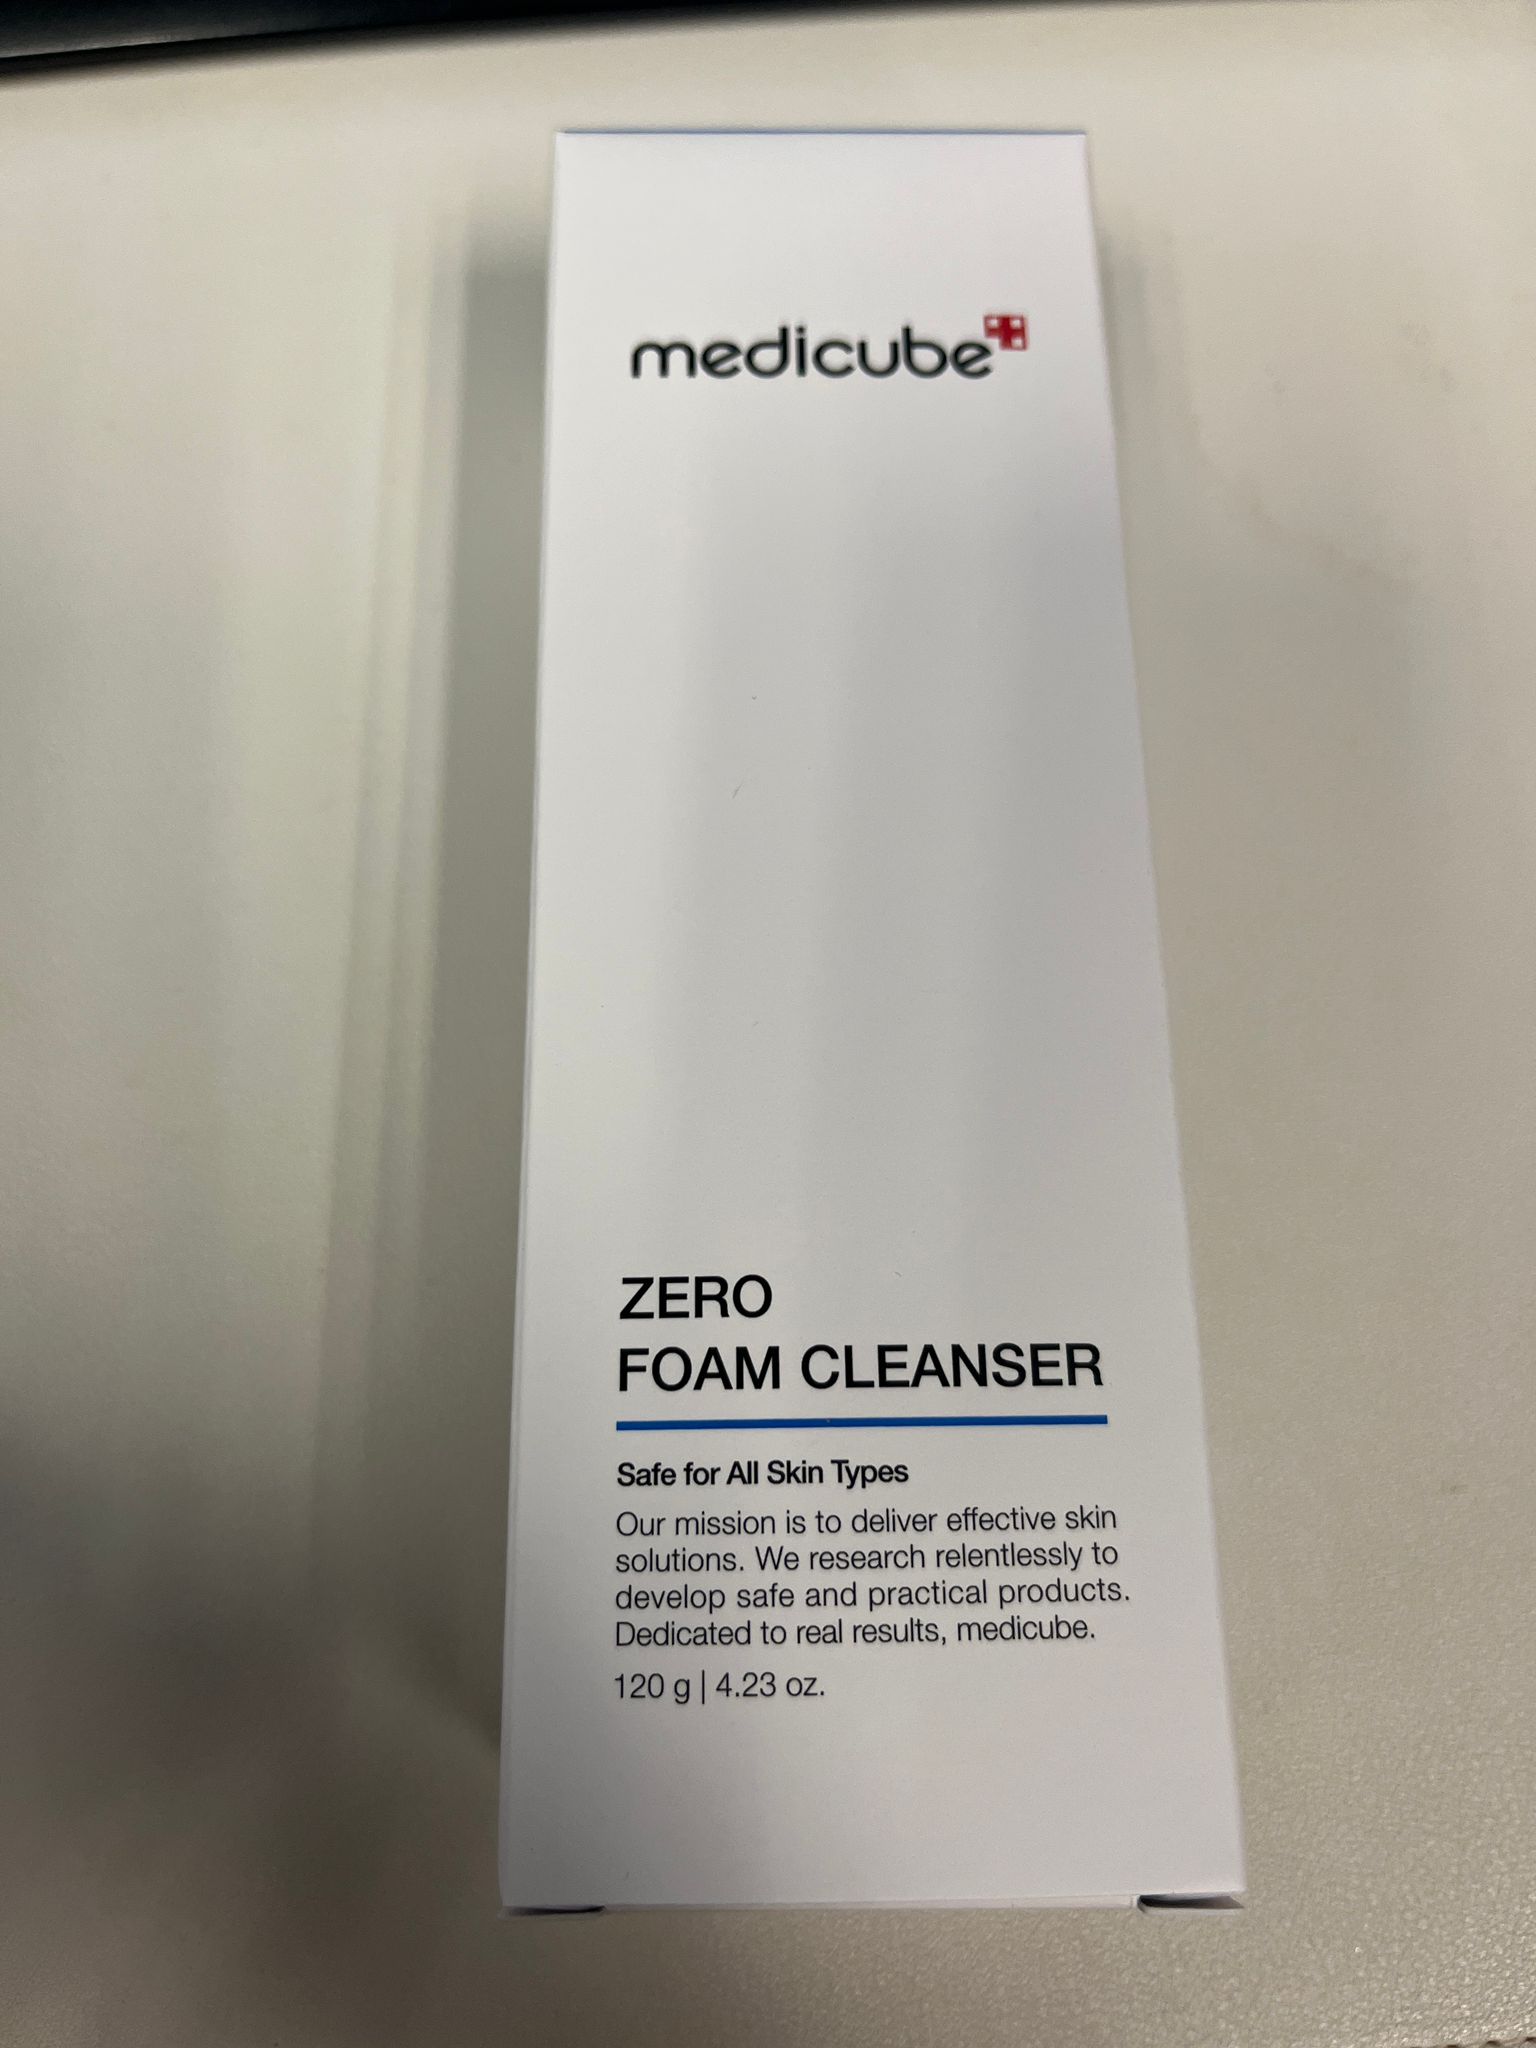 medicube
ZERO
FOAM CLEANSER
Safe for All Skin Types
Our mission is to deliver effective skin
solutions. We research relentlessly to
develop safe and practical products.
Dedicated to real results, medicube.
120 g | 4.23 oz.